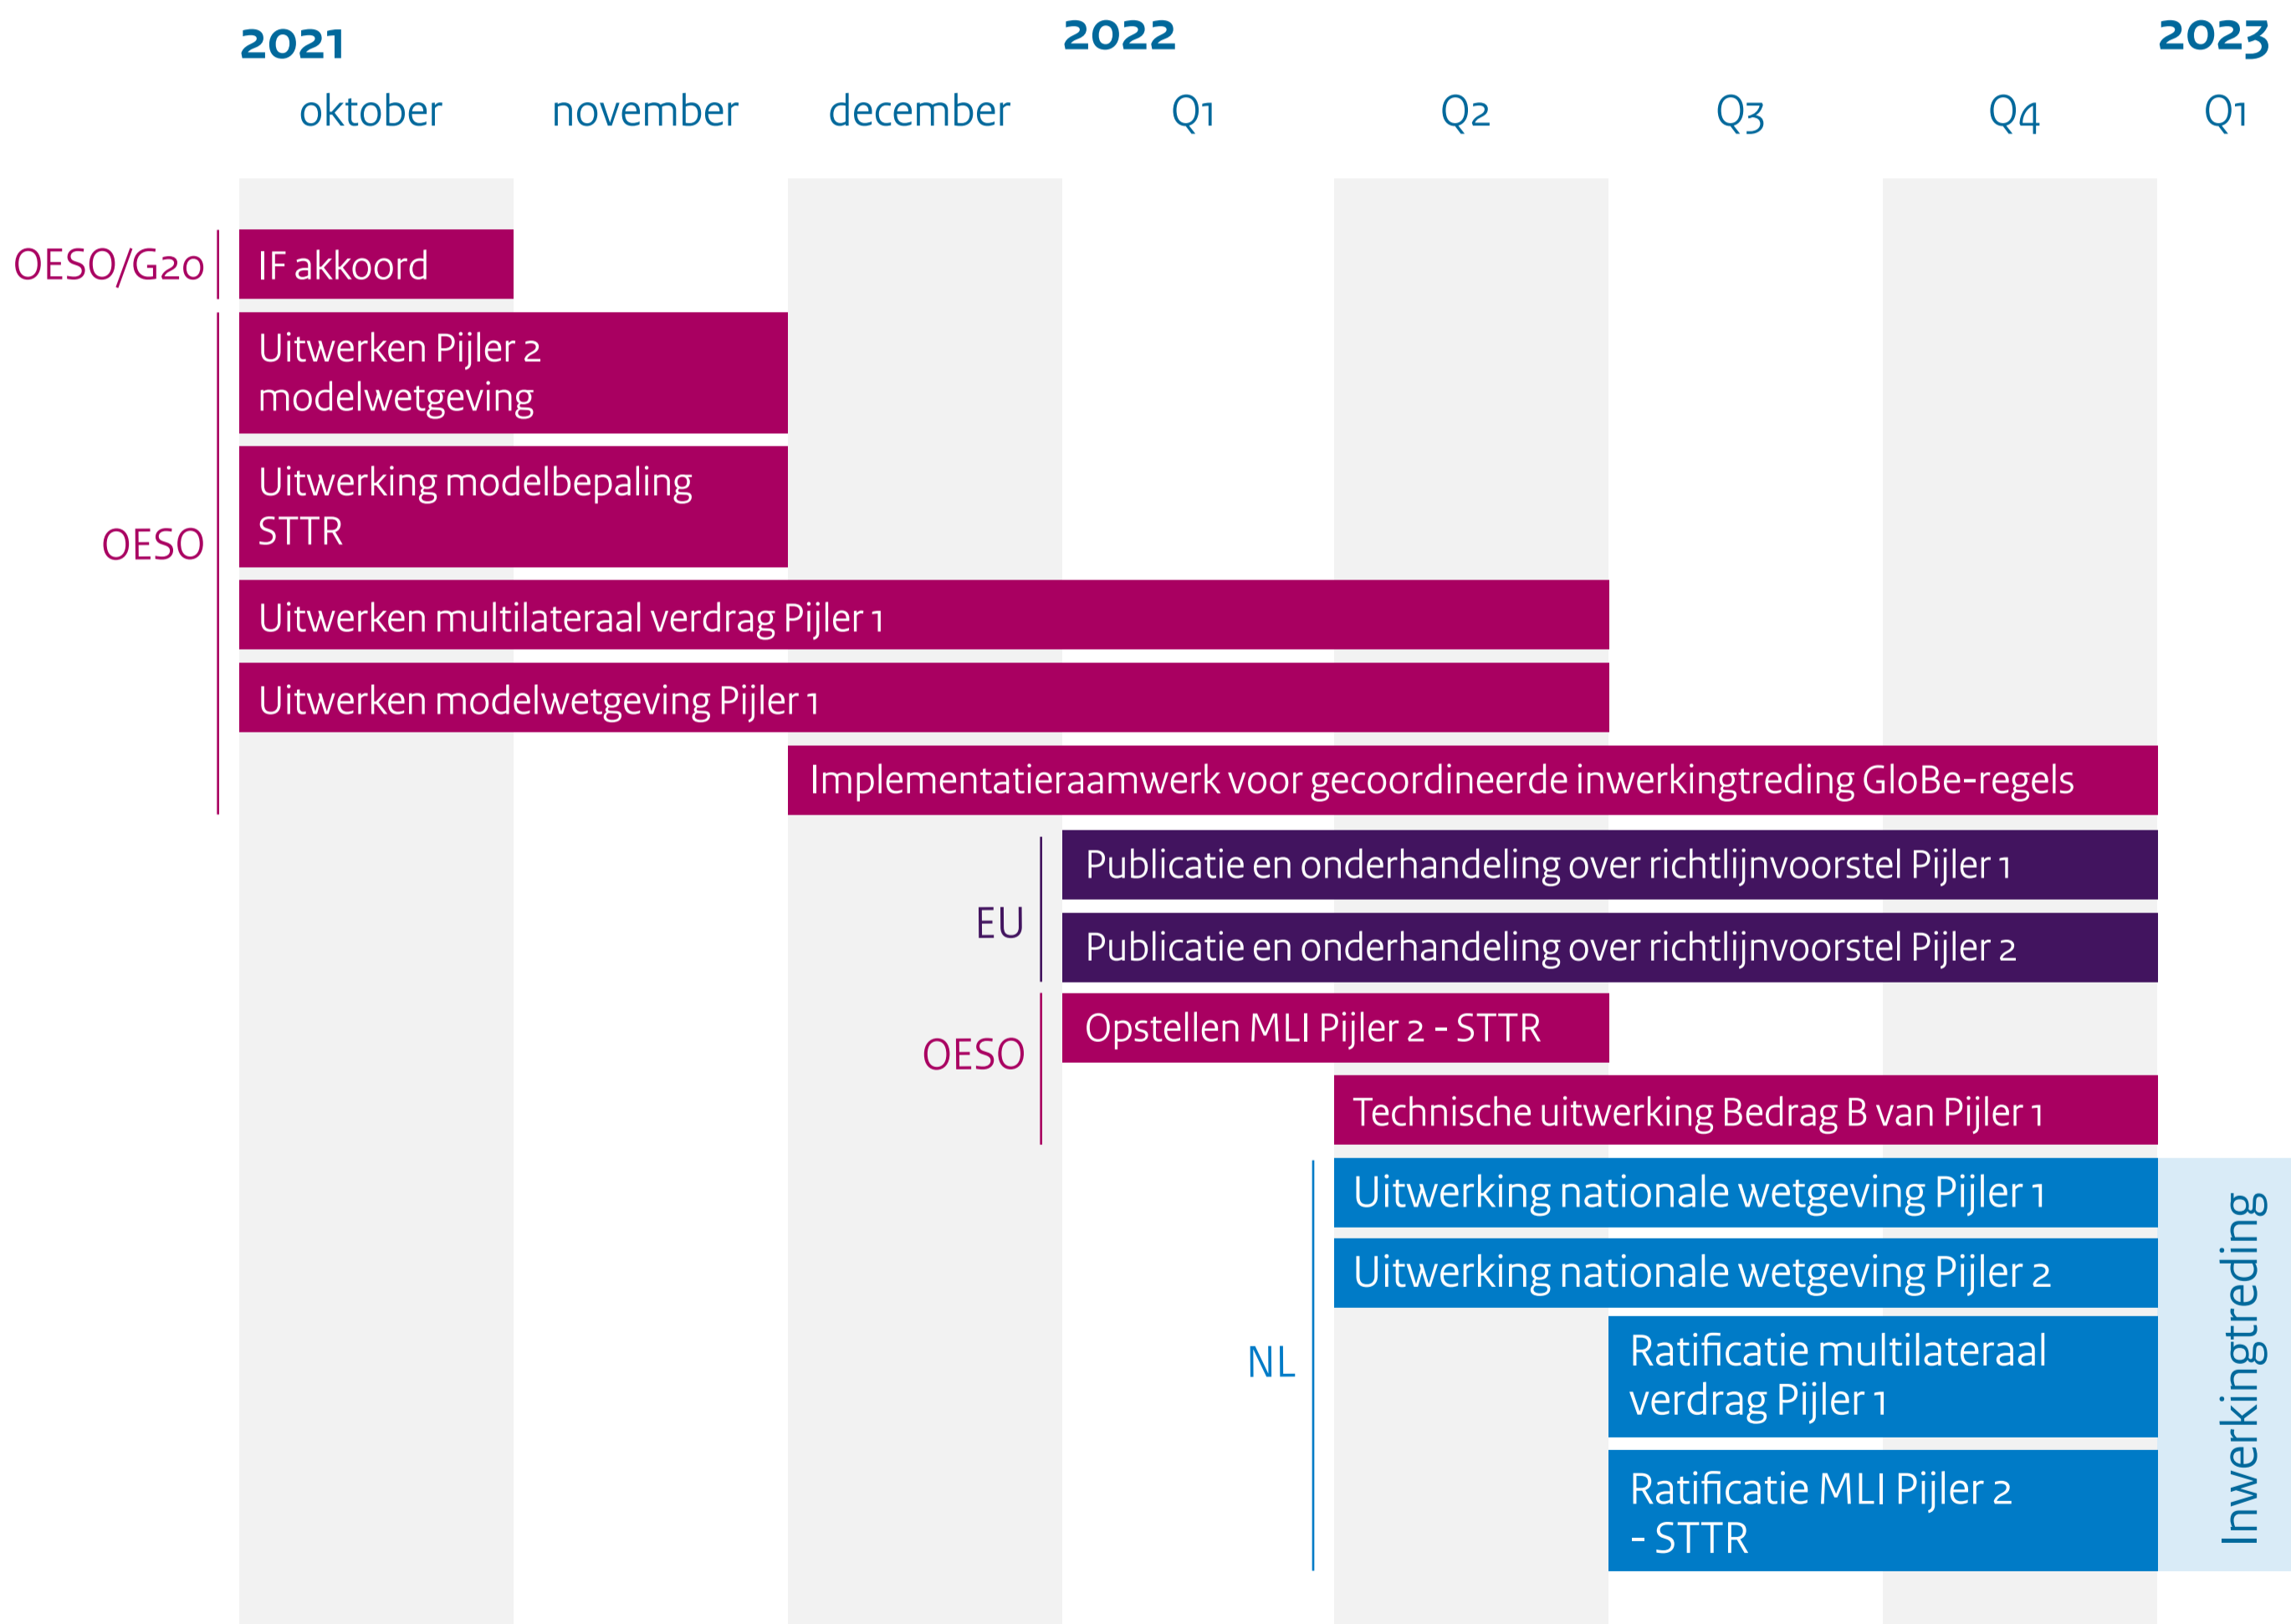 2021
2022
2023
oktober
november
december
Q1
Q2
Q3
Q4
Q1
OESO/G20
IF akkoord
OESO
Uitwerken Pijler 2
modelwetgeving
Uitwerking modelbepaling
STTR
Uitwerken multilateraal verdrag Pijler 1
Uitwerken modelwetgeving Pijler 1
Implementatieraamwerk voor gecoordineerde inwerkingtreding GloBe-regels
EU
Publicatie en onderhandeling over richtlijnvoorstel Pijler 1
Publicatie en onderhandeling over richtlijnvoorstel Pijler 2
OESO
Opstellen MLI Pijler 2 - STTR
Technische uitwerking Bedrag B van Pijler 1
NL
Uitwerking nationale wetgeving Pijler 1
Uitwerking nationale wetgeving Pijler 2
Ratificatie multilateraal
verdrag Pijler 1
Ratificatie MLI Pijler 2
- STTR
Inwerkingtreding